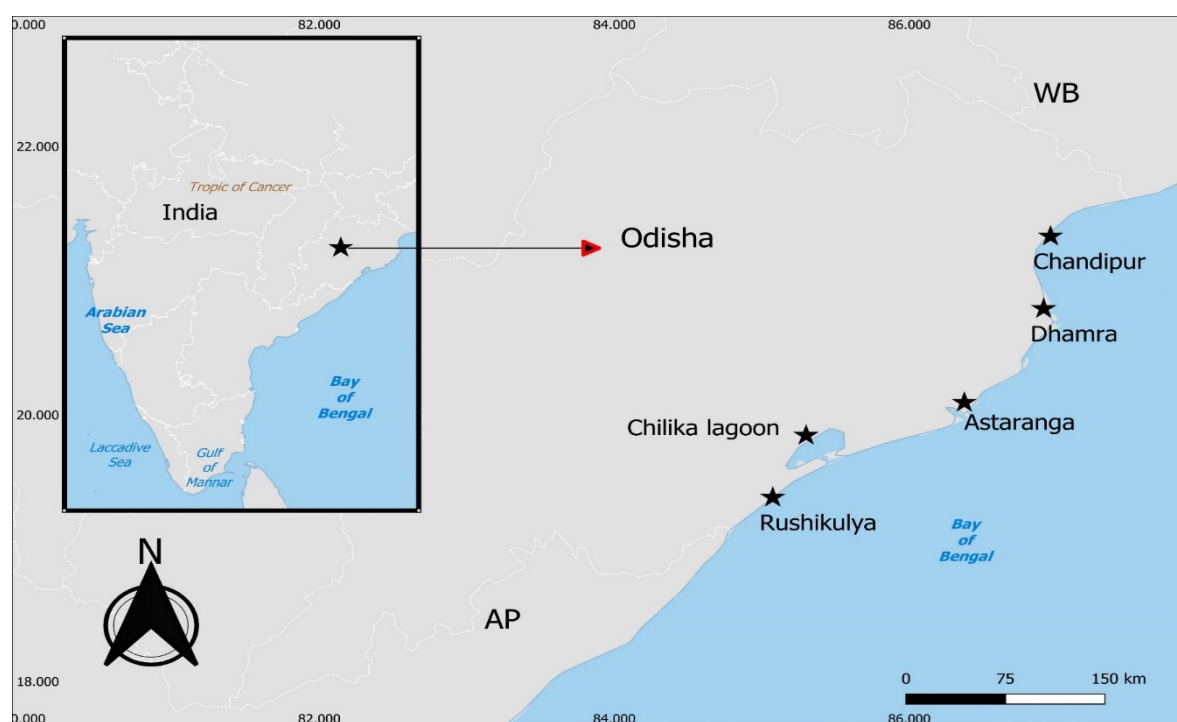 0.000
82.000
84.000
86.000
WB
22.000
Tropic of Cancer
India
Odisha
Chandipur
Arabian
Sea
Dhamra
Bay
of
Bengal
20.000
Astaranga
Chilika lagoon
Laccadive
Sea
Gulf
of
Mannar
Rushikulya
Bay
of
Bengal
N
AP
18.000
0
75
150 km
0.000
82.000
84.000
86.000